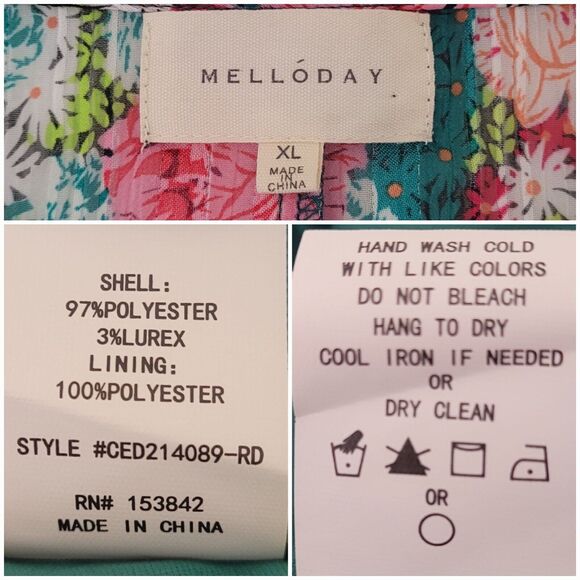 MELLÓDAY
XL
MADE
IN
CHINA
SHELL:
97%POLYESTER
3%LUREX
LINING:
100%POLYESTER
STYLE #CED214089-RD
RN# 153842
MADE IN CHINA
HAND WASH COLD
WITH LIKE COLORS
DO NOT BLEACH
HANG TO DRY
COOL IRON IF NEEDED
OR
DRY CLEAN
OR